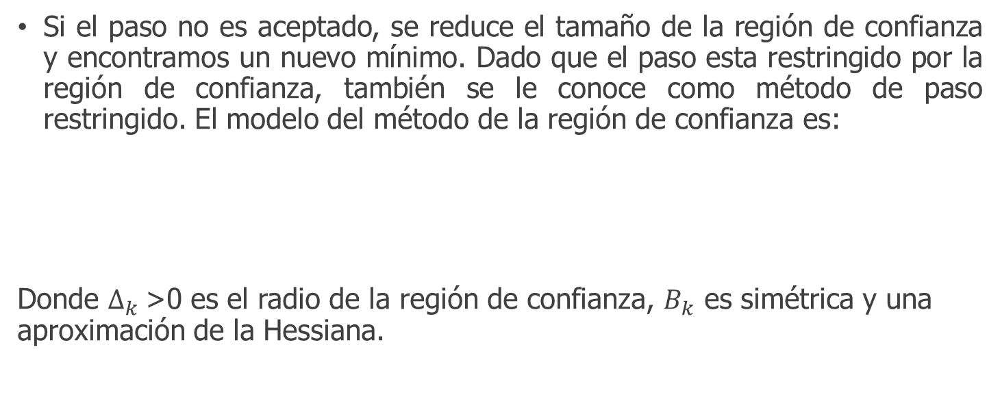 • Si el paso no es aceptado, se reduce el tamaño de la región de confianza
y encontramos un nuevo mínimo. Dado que el paso esta restringido por la
región de confianza, también se le conoce como método de paso
restringido. El modelo del método de la región de confianza es:
Donde Δₖ >0 es el radio de la región de confianza, Bₖ es simétrica y una
aproximación de la Hessiana.